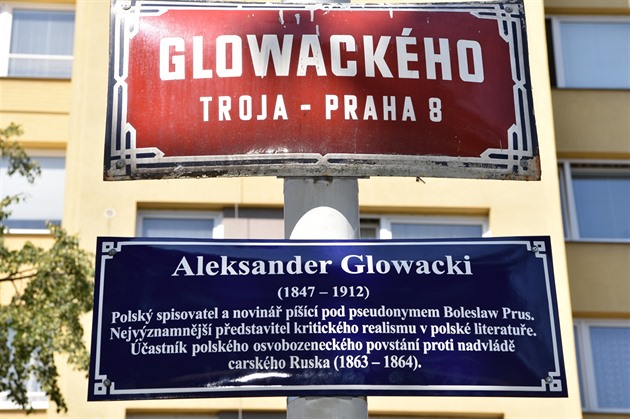 GLOWACKÉHO
TROJA - PRAHA 8
Aleksander Glowacki
(1847 – 1912)
Polský spisovatel a novinář píšící pod pseudonymem Boleslaw Prus.
Nejvýznamnější představitel kritického realismu v polské literatuře.
Účastník polského osvobozeneckého povstání proti nadvládě
carského Ruska (1863 – 1864).